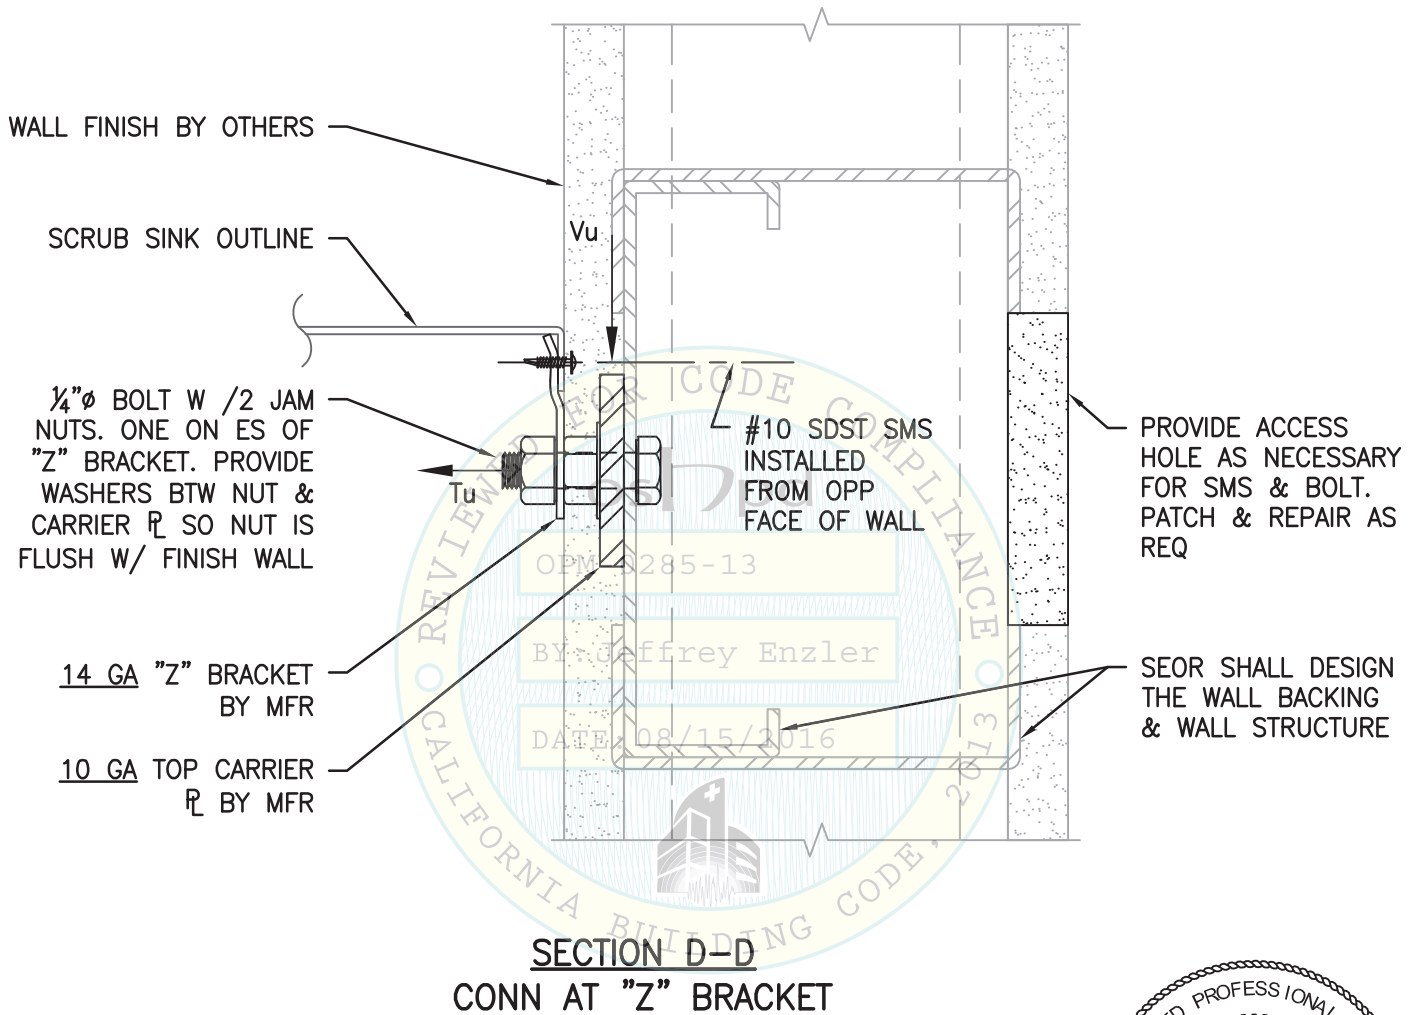 WALL FINISH BY OTHERS
SCRUB SINK OUTLINE
¼"ø BOLT W /2 JAM
NUTS. ONE ON ES OF
"Z" BRACKET. PROVIDE
WASHERS BTW NUT &
CARRIER ⅊ SO NUT IS
FLUSH W/ FINISH WALL
14 GA "Z" BRACKET
BY MFR
10 GA TOP CARRIER
⅊ BY MFR
Vu
Tu
#10 SDST SMS
INSTALLED
FROM OPP
FACE OF WALL
PROVIDE ACCESS
HOLE AS NECESSARY
FOR SMS & BOLT.
PATCH & REPAIR AS
REQ
SEOR SHALL DESIGN
THE WALL BACKING
& WALL STRUCTURE
REVIEWED FOR CODE COMPLIANCE
oshpd
BY: Jeffrey Enzler
DATE: 08/15/2016
CALIFORNIA BUILDING CODE, 2013
SECTION D-D
CONN AT "Z" BRACKET
PROFESSIONAL